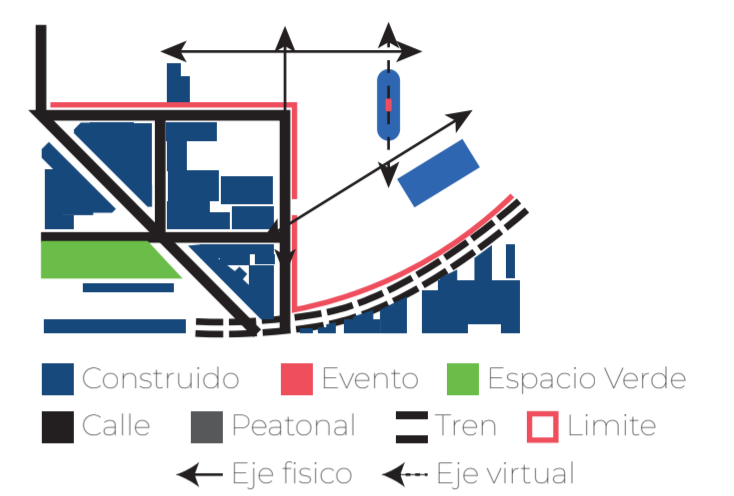 Construido Evento Espacio Verde
Calle Peatonal Tren Limite
Eje fisico Eje virtual